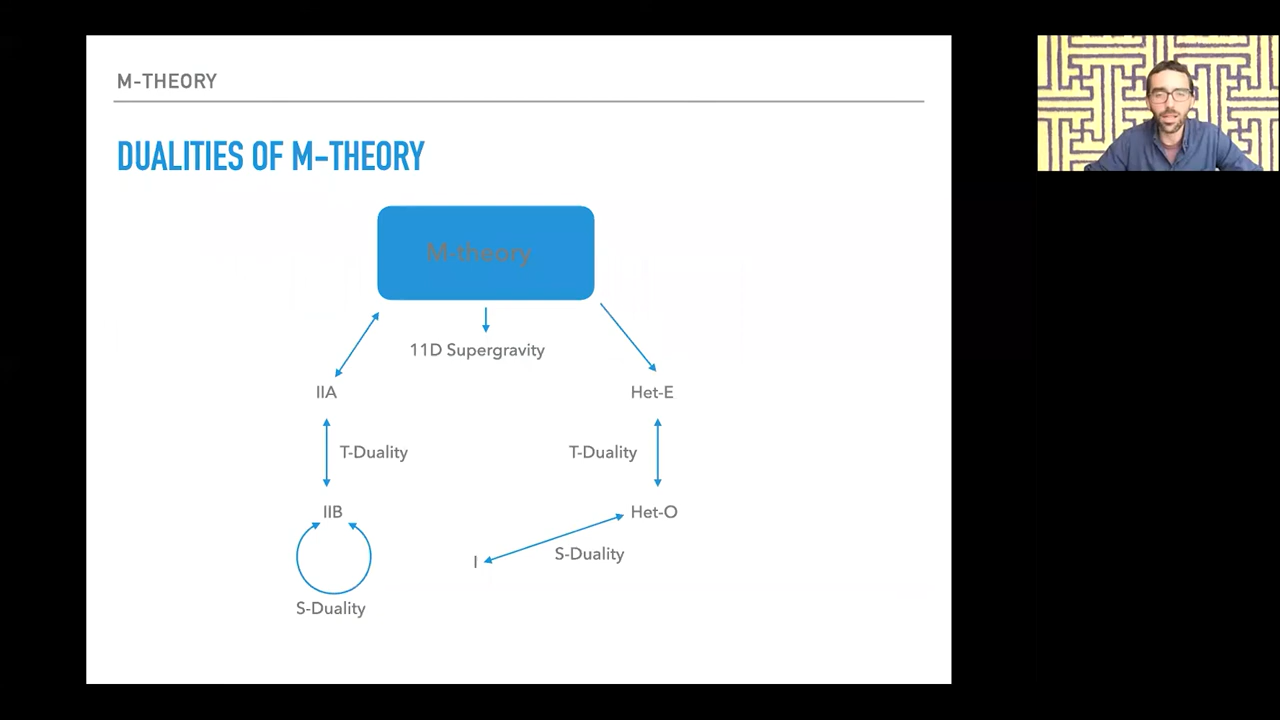 M-THEORY
DUALITIES OF M-THEORY
M-theory
11D Supergravity
IIA
Het-E
T-Duality
T-Duality
IIB
Het-O
I
S-Duality
S-Duality